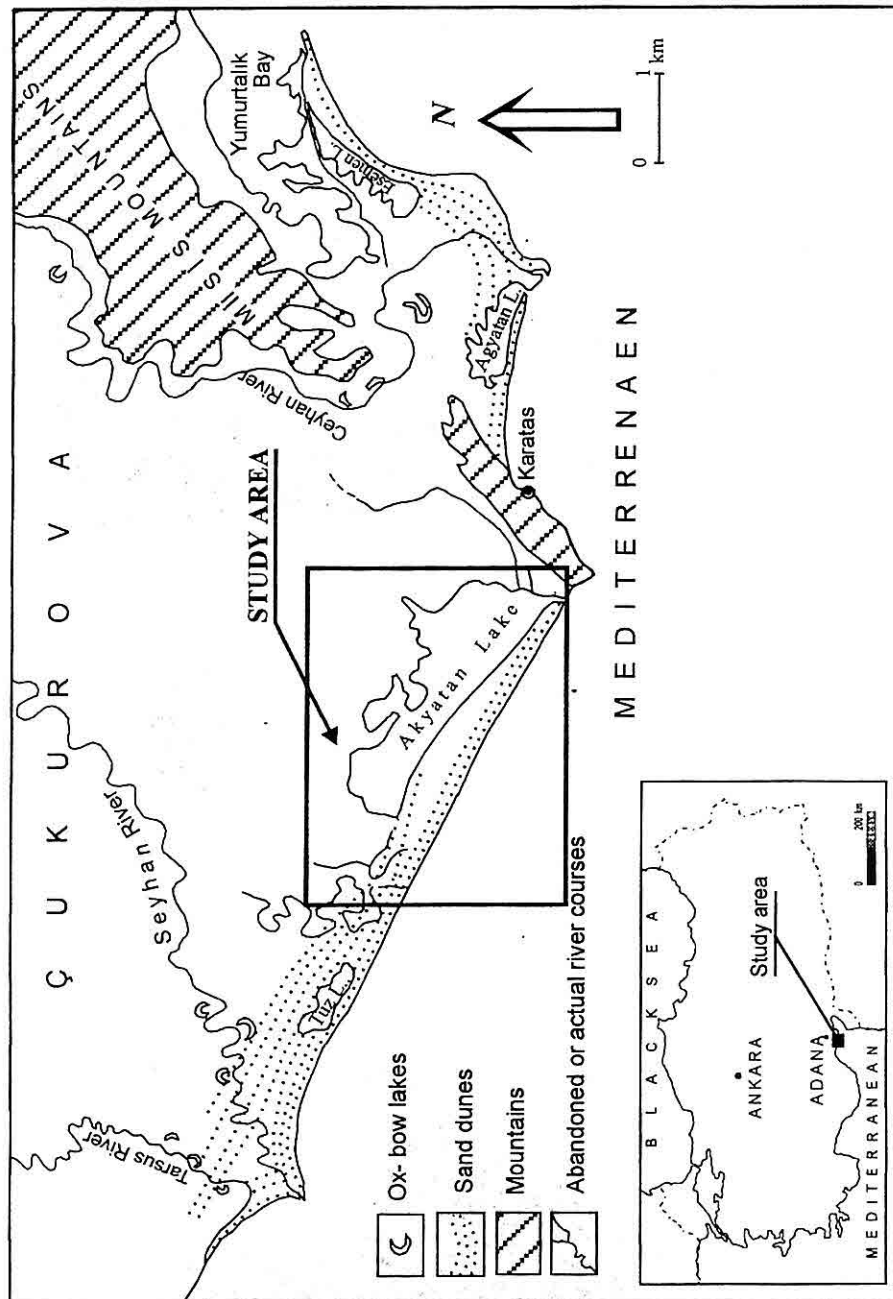 ÇUKUROVA
MISIS MOUNTAINS
Seyhan River
Tarsus River
Ceyhan River
STUDY AREA
Yumurtalik
Bay
Esemen L.
Tuz L.
Akyatan Lake
Agyatan L.
Karatas
N
0 1 km
MEDITERRENAEN
Ox- bow lakes
Sand dunes
Mountains
Abandoned or actual river courses
BLACK SEA
Study area
ANKARA
ADANA
MEDITERRANEAN
0 200 km